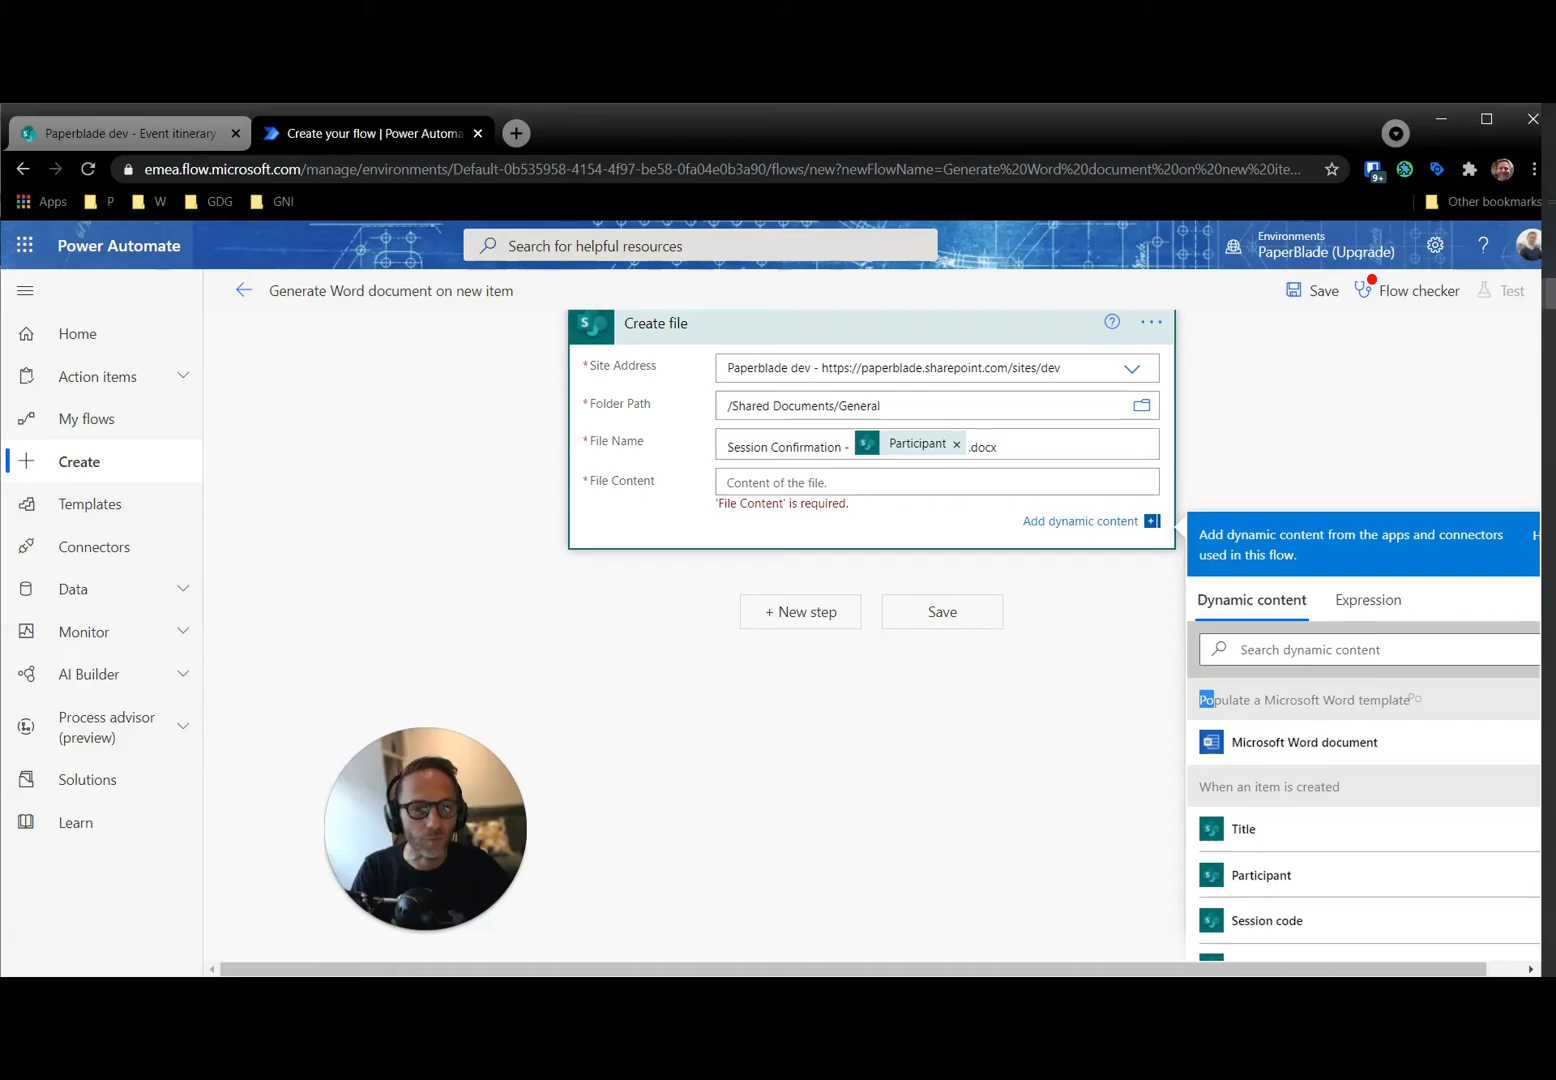 Paperblade dev - Event itinerary
Create your flow | Power Automa
emea.flow.microsoft.com/manage/environments/Default-0b535958-4154-4f97-be58-0fa04e0b3a90/flows/new?newFlowName=Generate%20Word%20document%20on%20new%20ite...
9+
Apps
P
W
GDG
GNI
Other bookmarks
Power Automate
Search for helpful resources
Environments
PaperBlade (Upgrade)
?
Generate Word document on new item
Save
Flow checker
Test
Home
Action items
My flows
Create
Templates
Connectors
Data
Monitor
AI Builder
Process advisor
(preview)
Solutions
Learn
Create file
*Site Address
Paperblade dev - https://paperblade.sharepoint.com/sites/dev
*Folder Path
/Shared Documents/General
*File Name
Session Confirmation - Participant × .docx
*File Content
Content of the file.
'File Content' is required.
Add dynamic content
+ New step
Save
Add dynamic content from the apps and connectors
used in this flow.
H
Dynamic content
Expression
Search dynamic content
Populate a Microsoft Word template
Po
Microsoft Word document
When an item is created
Title
Participant
Session code